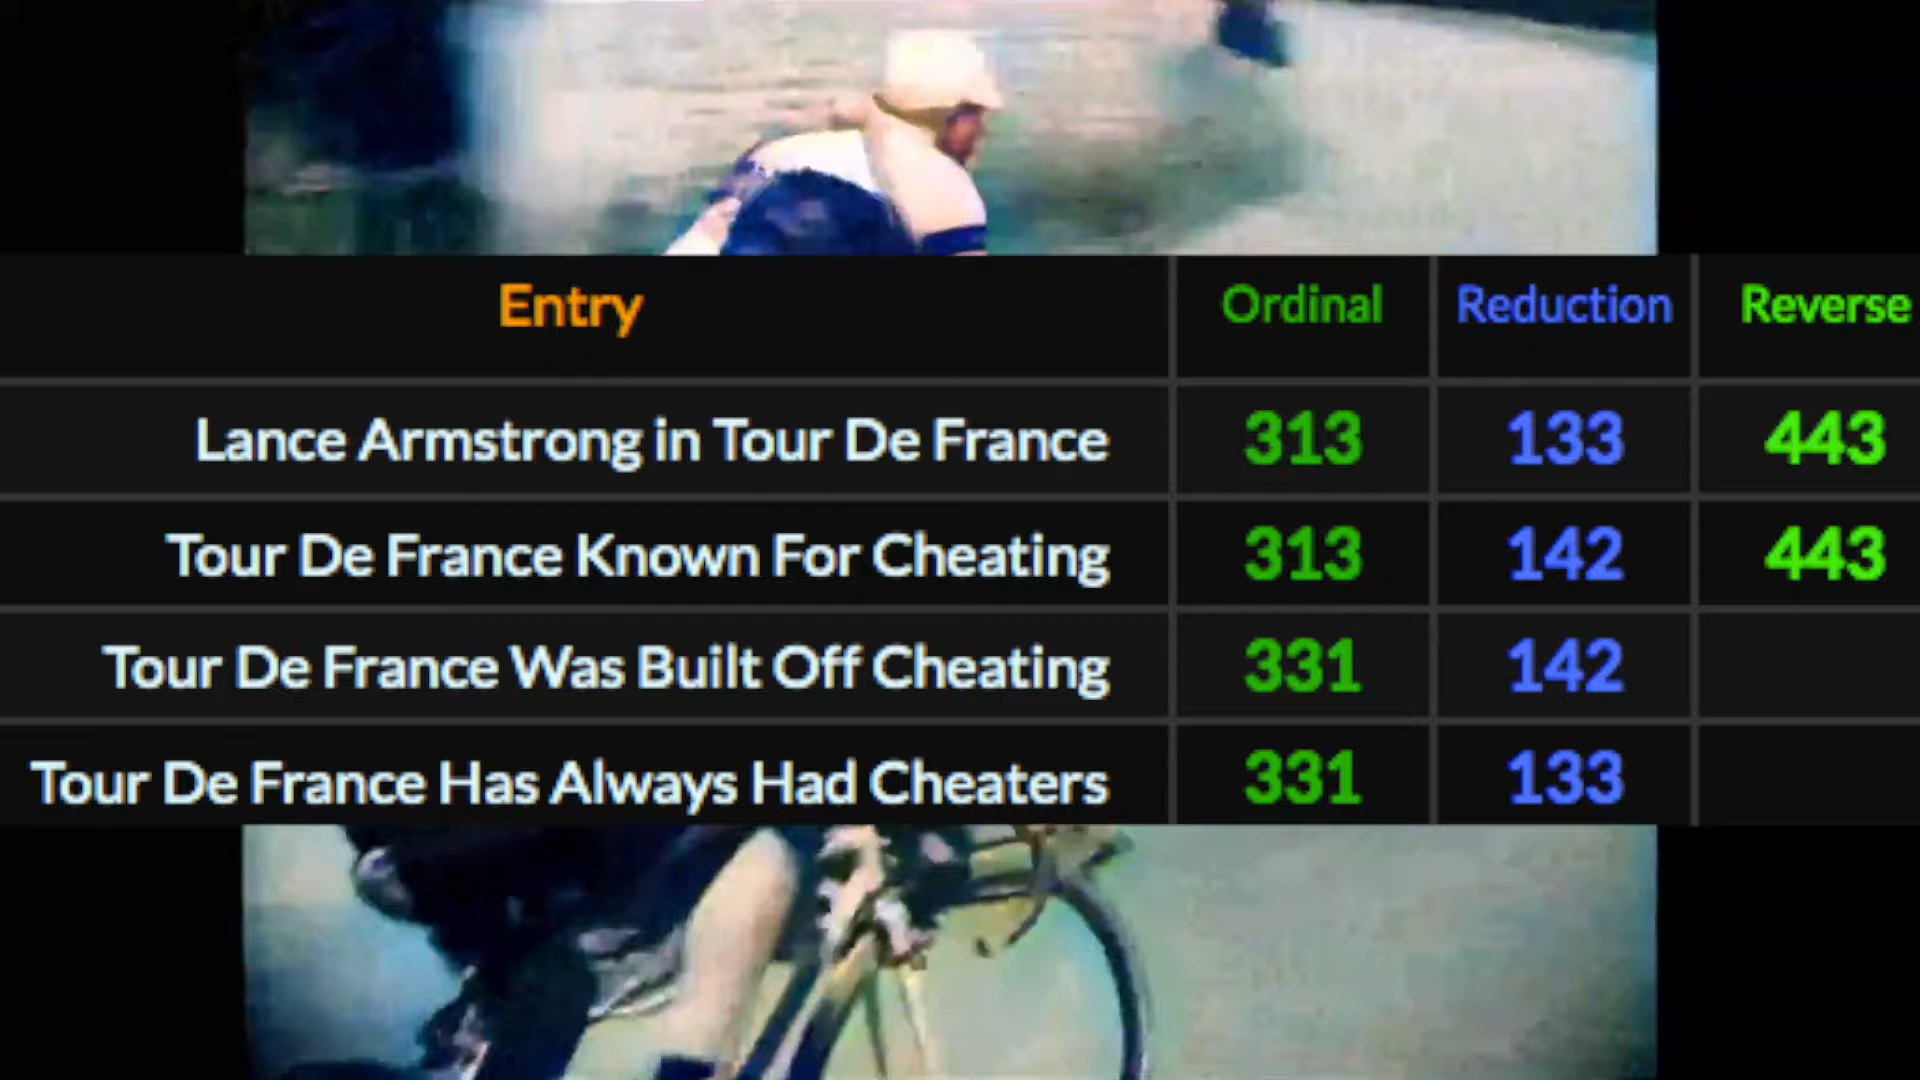 Entry Ordinal Reduction Reverse
Lance Armstrong in Tour De France 313 133 443
Tour De France Known For Cheating 313 142 443
Tour De France Was Built Off Cheating 331 142
Tour De France Has Always Had Cheaters 331 133